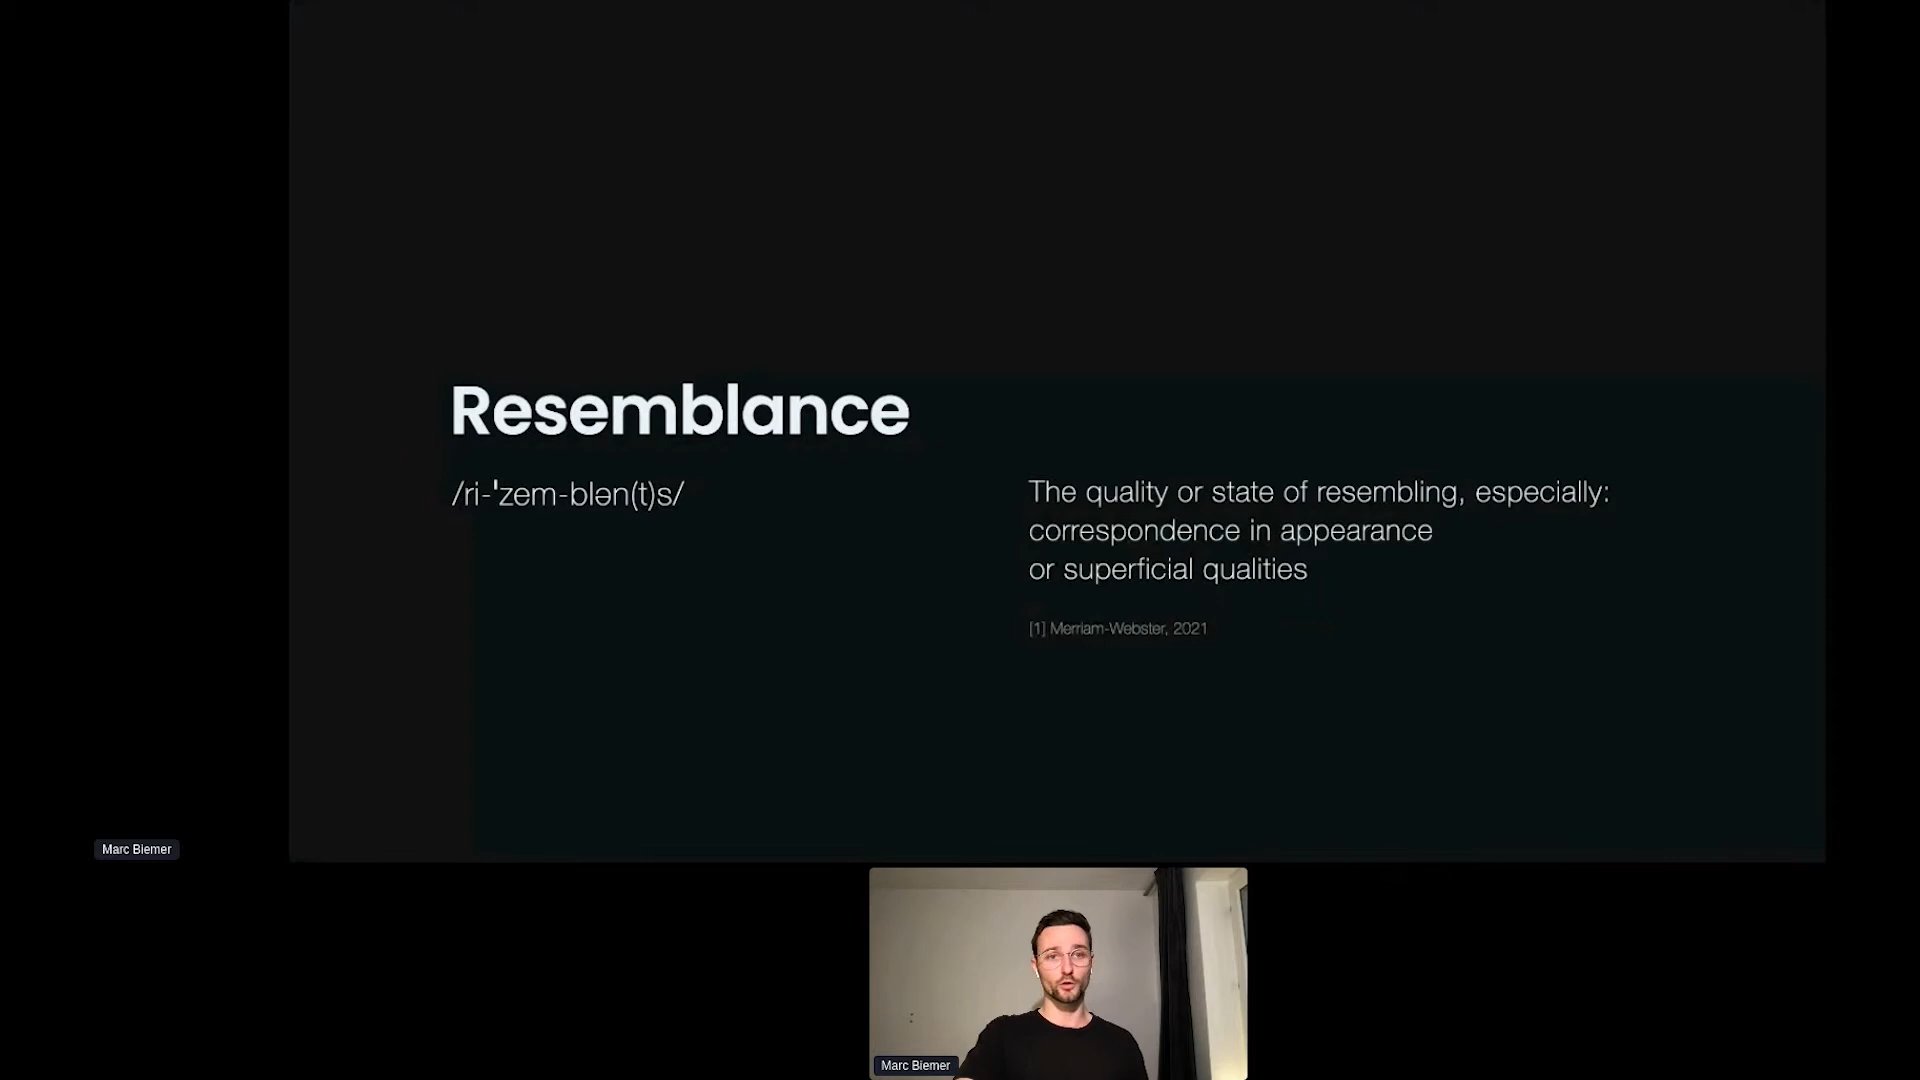 Resemblance
/ri-ˈzem-blən(t)s/
The quality or state of resembling, especially:
correspondence in appearance
or superficial qualities
[1] Merriam-Webster, 2021
Marc Biemer
Marc Biemer